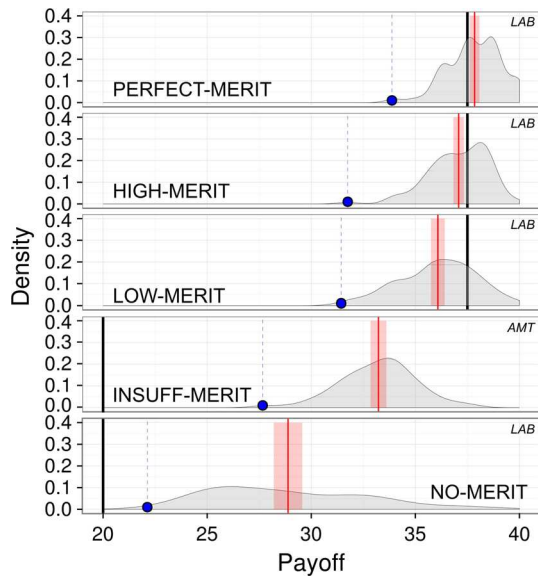 LAB
0.4
0.3
0.2
0.1
0.0
PERFECT-MERIT
LAB
0.4
0.3
0.2
0.1
0.0
HIGH-MERIT
LAB
0.4
0.3
0.2
0.1
0.0
LOW-MERIT
AMT
0.4
0.3
0.2
0.1
0.0
INSUFF-MERIT
LAB
0.4
0.3
0.2
0.1
0.0
NO-MERIT
Density
20 25 30 35 40
Payoff